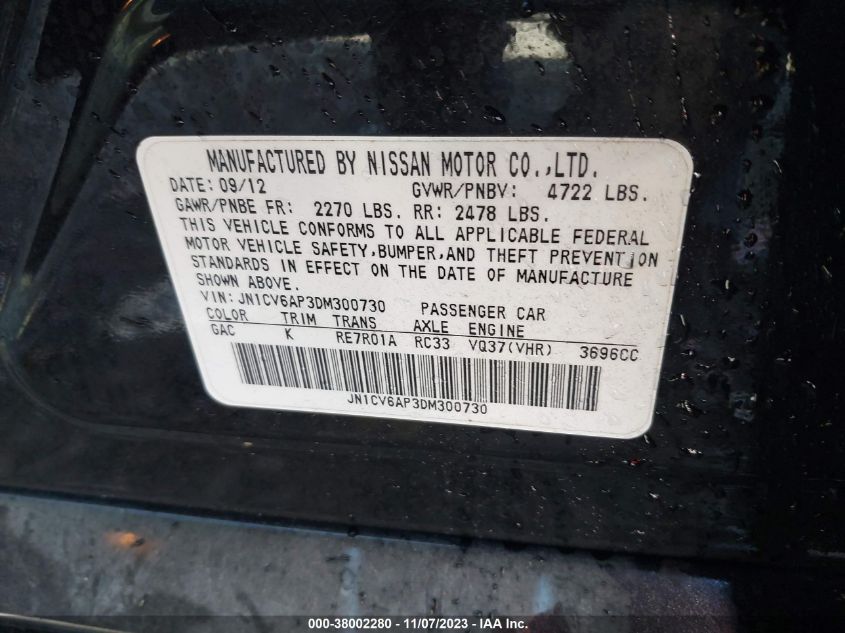 MANUFACTURED BY NISSAN MOTOR CO.,LTD.
DATE: 09/12 GVWR/PNBV: 4722 LBS.
GAWR/PNBE FR: 2270 LBS. RR: 2478 LBS.
THIS VEHICLE CONFORMS TO ALL APPLICABLE FEDERAL
MOTOR VEHICLE SAFETY,BUMPER,AND THEFT PREVENTION
STANDARDS IN EFFECT ON THE DATE OF MANUFACTURE
SHOWN ABOVE.
VIN:JN1CV6AP3DM300730 PASSENGER CAR
COLOR TRIM TRANS AXLE ENGINE
GAC K RE7R01A RC33 VQ37(VHR) 3696CC
JN1CV6AP3DM300730
000-38002280 - 11/07/2023 - IAAI.com